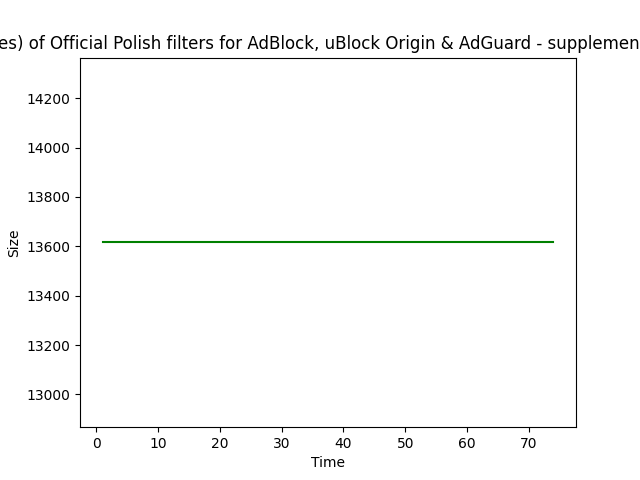 es) of Official Polish filters for AdBlock, uBlock Origin & AdGuard - supplemen
14200
14000
13800
13600
13400
13200
13000
Size
0 10 20 30 40 50 60 70
Time